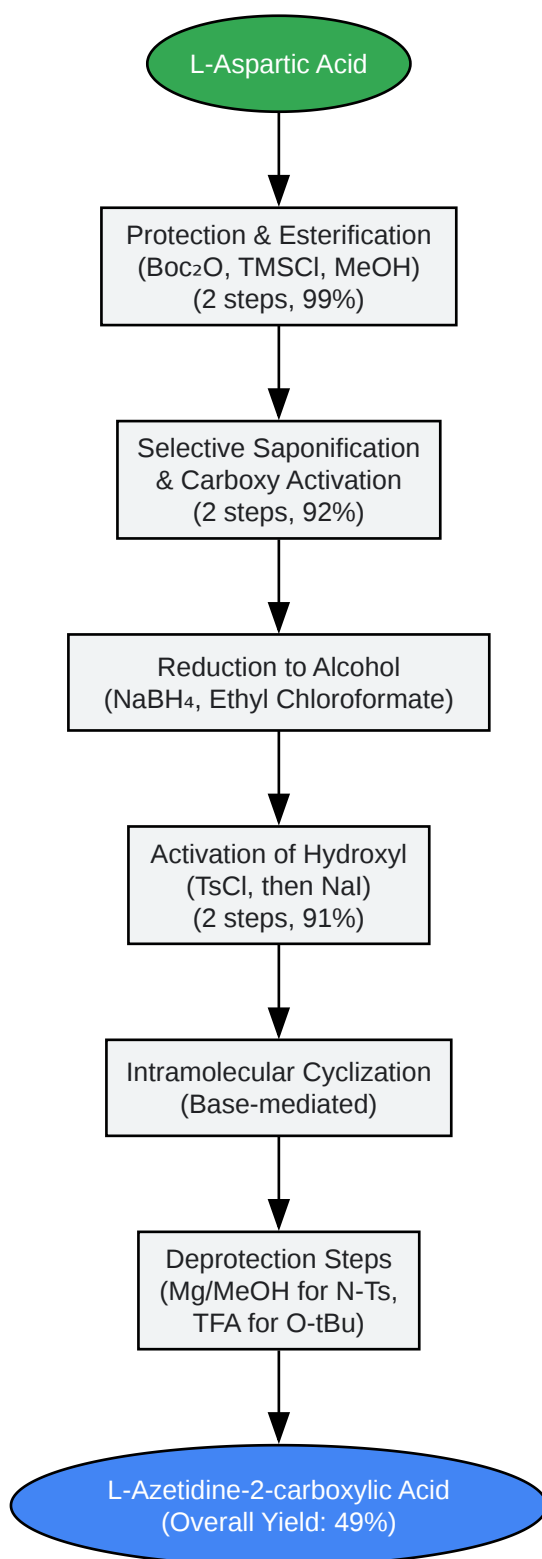 L-Aspartic Acid
Protection & Esterification
(Boc₂O, TMSCl, MeOH)
(2 steps, 99%)
Selective Saponification
& Carboxy Activation
(2 steps, 92%)
Reduction to Alcohol
(NaBH₄, Ethyl Chloroformate)
Activation of Hydroxyl
(TsCl, then NaI)
(2 steps, 91%)
Intramolecular Cyclization
(Base-mediated)
Deprotection Steps
(Mg/MeOH for N-Ts,
TFA for O-tBu)
L-Azetidine-2-carboxylic Acid
(Overall Yield: 49%)